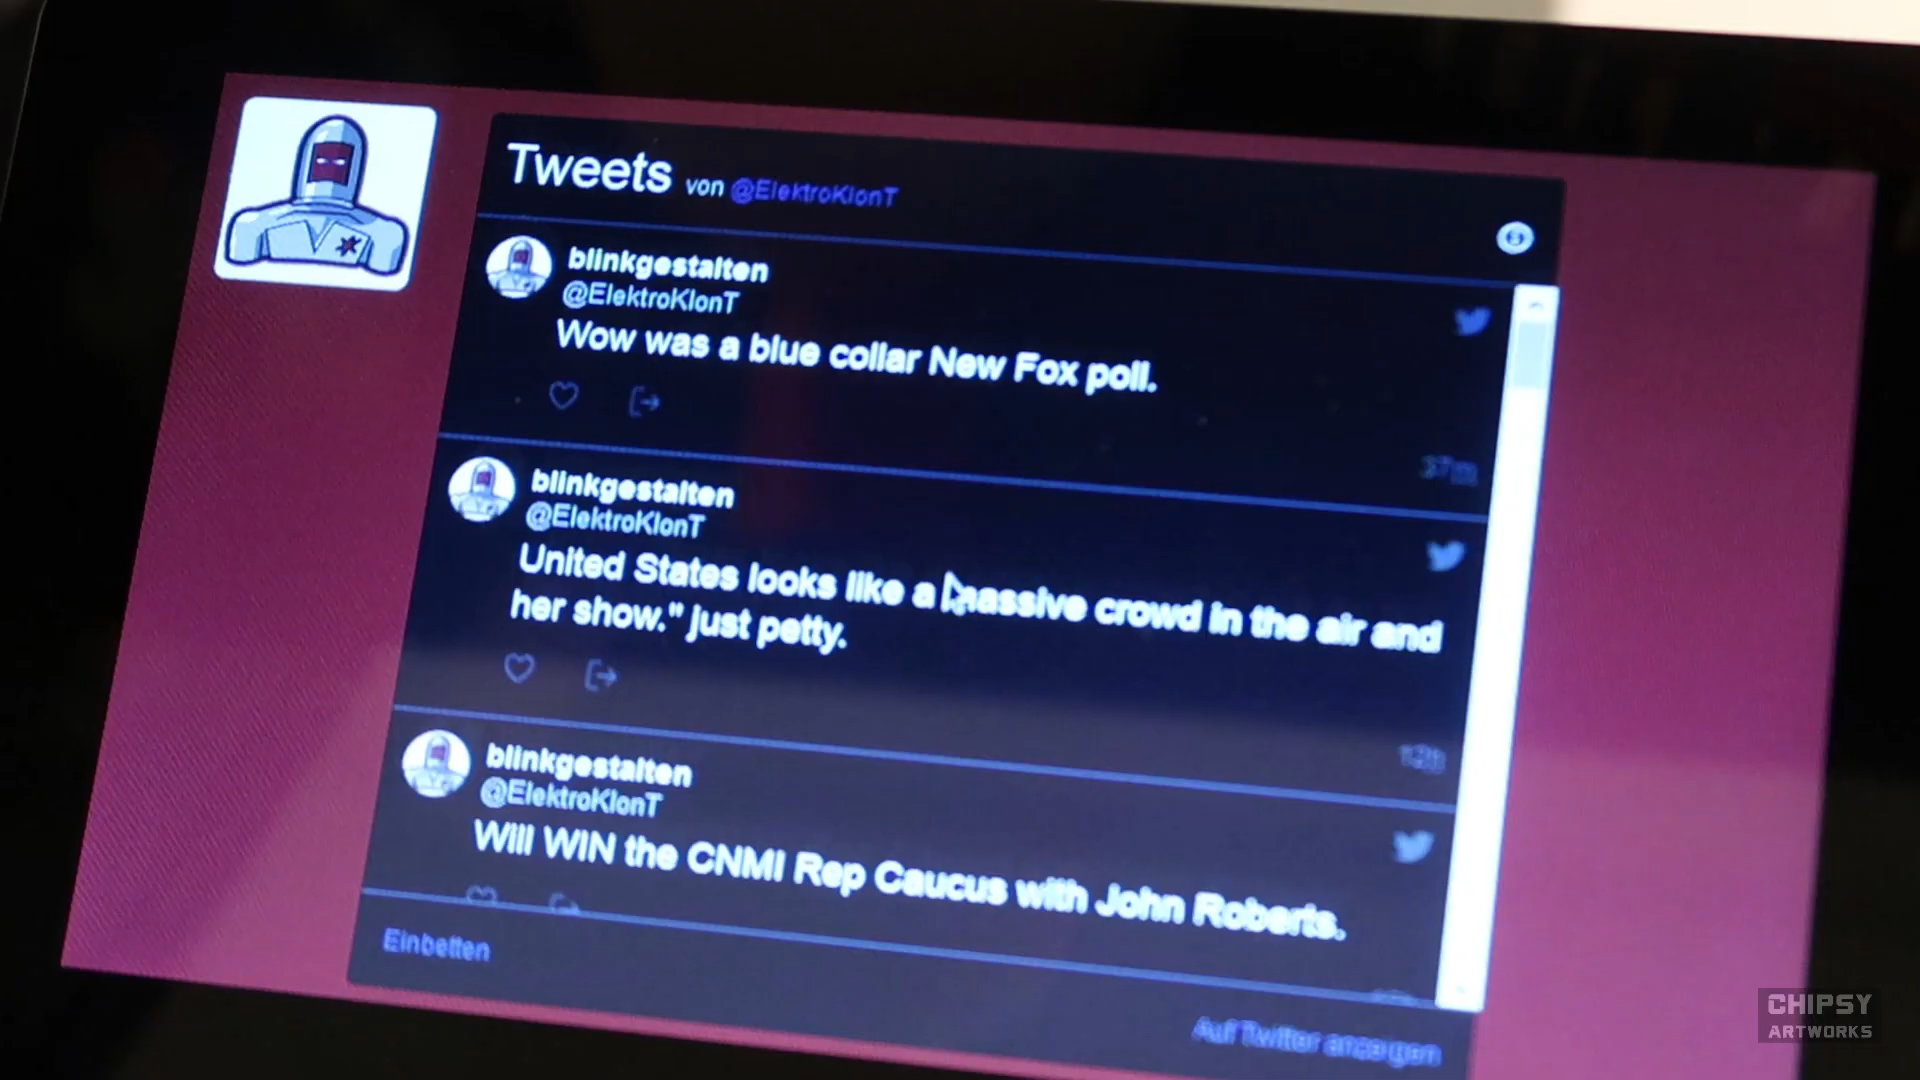 Tweets von @ElektroKlonT
blinkgestalten
@ElektroKlonT
Wow was a blue collar New Fox poll.
37m
blinkgestalten
@ElektroKlonT
United States looks like a massive crowd in the air and
her show." just petty.
blinkgestalten
@ElektroKlonT
Will WIN the CNMI Rep Caucus with John Roberts.
Einbetten
Auf Twitter anzeigen
CHIPSY
ARTWORKS